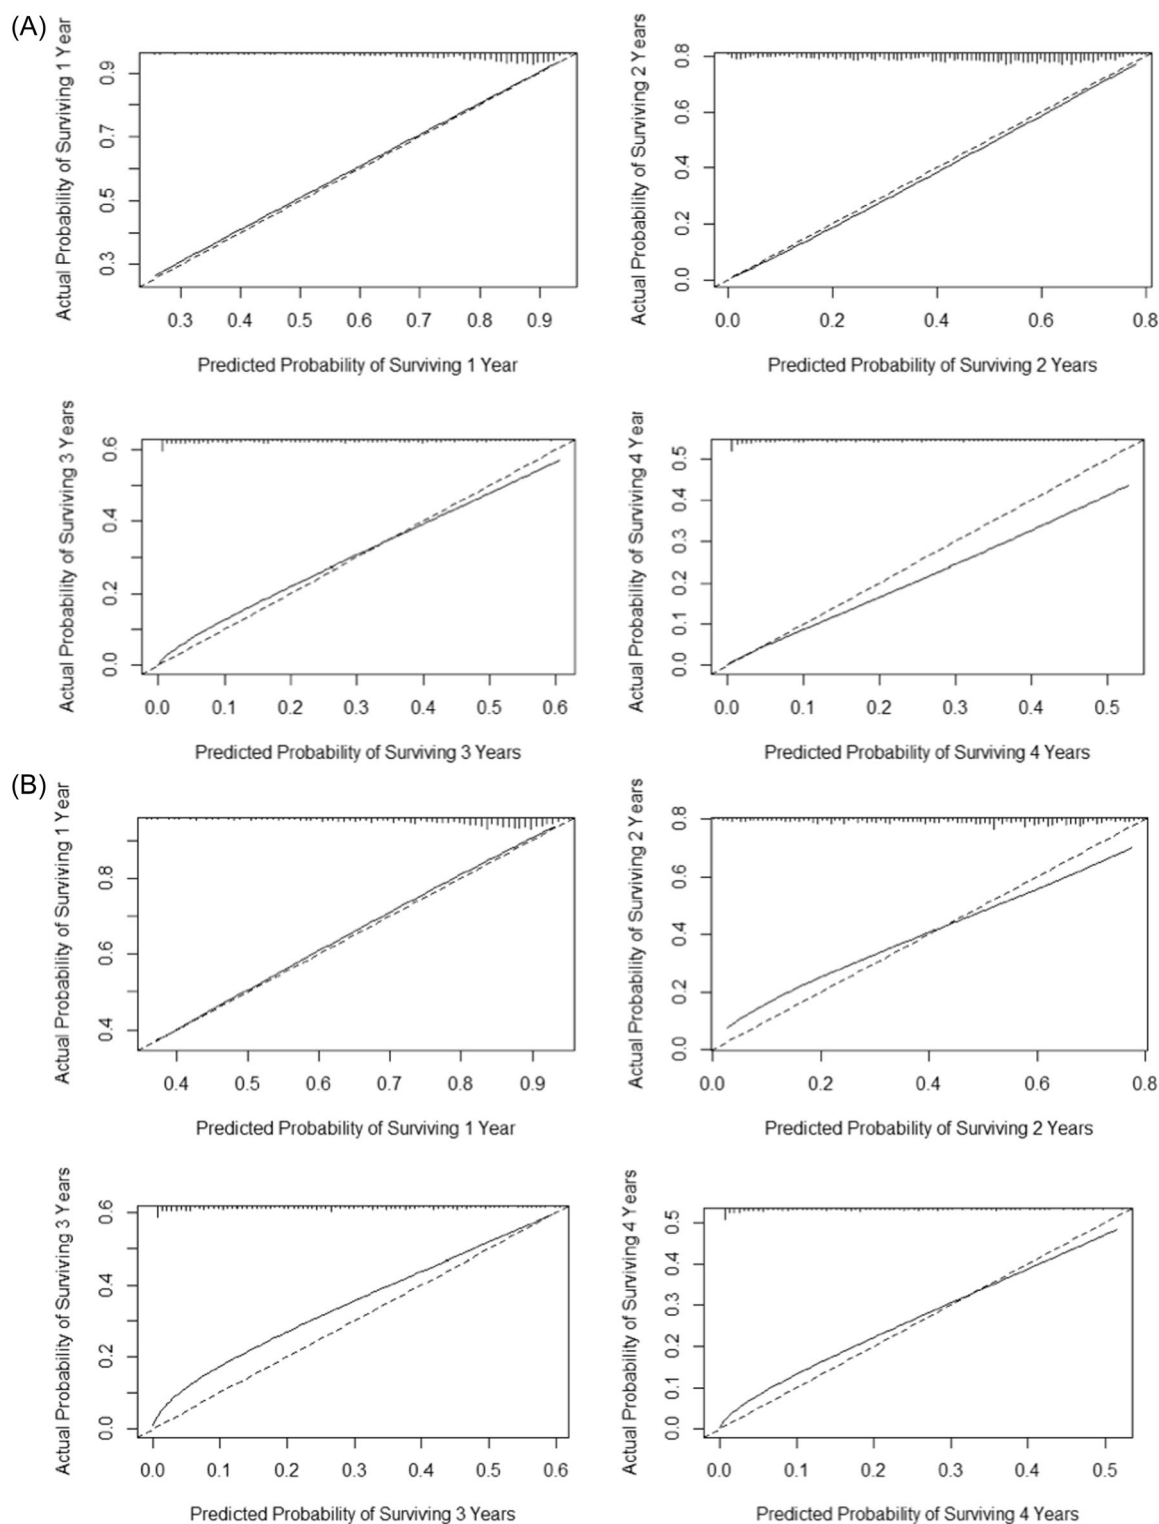 (A)
Actual Probability of Surviving 1 Year
0.3 0.5 0.7 0.9
0.3 0.4 0.5 0.6 0.7 0.8 0.9
Predicted Probability of Surviving 1 Year
Actual Probability of Surviving 2 Years
0.0 0.2 0.4 0.6 0.8
0.0 0.2 0.4 0.6 0.8
Predicted Probability of Surviving 2 Years
Actual Probability of Surviving 3 Years
0.0 0.2 0.4 0.6
0.0 0.1 0.2 0.3 0.4 0.5 0.6
Predicted Probability of Surviving 3 Years
Actual Probability of Surviving 4 Year
0.0 0.1 0.2 0.3 0.4 0.5
0.0 0.1 0.2 0.3 0.4 0.5
Predicted Probability of Surviving 4 Years
(B)
Actual Probability of Surviving 1 Year
0.4 0.6 0.8
0.4 0.5 0.6 0.7 0.8 0.9
Predicted Probability of Surviving 1 Year
Actual Probability of Surviving 2 Years
0.0 0.2 0.4 0.6 0.8
0.0 0.2 0.4 0.6 0.8
Predicted Probability of Surviving 2 Years
Actual Probability of Surviving 3 Years
0.0 0.2 0.4 0.6
0.0 0.1 0.2 0.3 0.4 0.5 0.6
Predicted Probability of Surviving 3 Years
Actual Probability of Surviving 4 Years
0.0 0.1 0.2 0.3 0.4 0.5
0.0 0.1 0.2 0.3 0.4 0.5
Predicted Probability of Surviving 4 Years